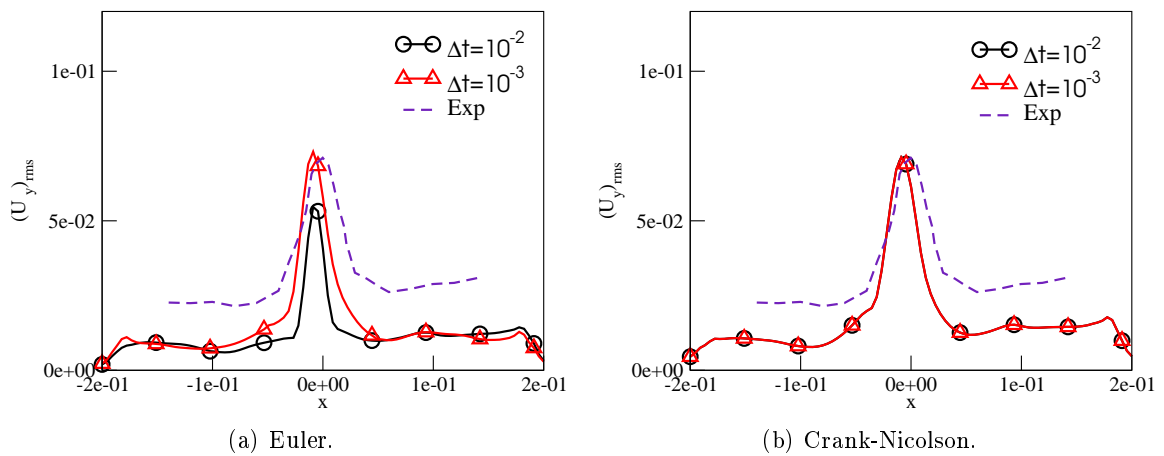 Δt=10⁻²
Δt=10⁻³
Exp
1e-01
5e-02
0e+00
(U_y)rms
-2e-01 -1e-01 0e+00 1e-01 2e-01
x
(a) Euler.
Δt=10⁻²
Δt=10⁻³
Exp
1e-01
5e-02
0e+00
(U_y)rms
-2e-01 -1e-01 0e+00 1e-01 2e-01
x
(b) Crank-Nicolson.